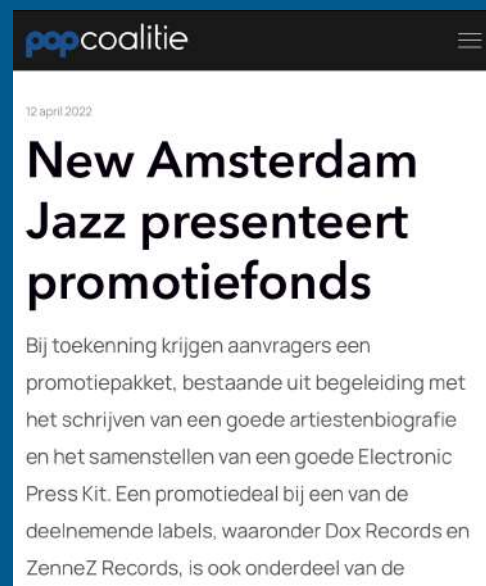 popcoalitie
12 april 2022
New Amsterdam
Jazz presenteert
promotiefonds
Bij toekenning krijgen aanvragers een
promotiepakket, bestaande uit begeleiding met
het schrijven van een goede artiestenbiografie
en het samenstellen van een goede Electronic
Press Kit. Een promotiedeal bij een van de
deelnemende labels, waaronder Dox Records en
ZenneZ Records, is ook onderdeel van de